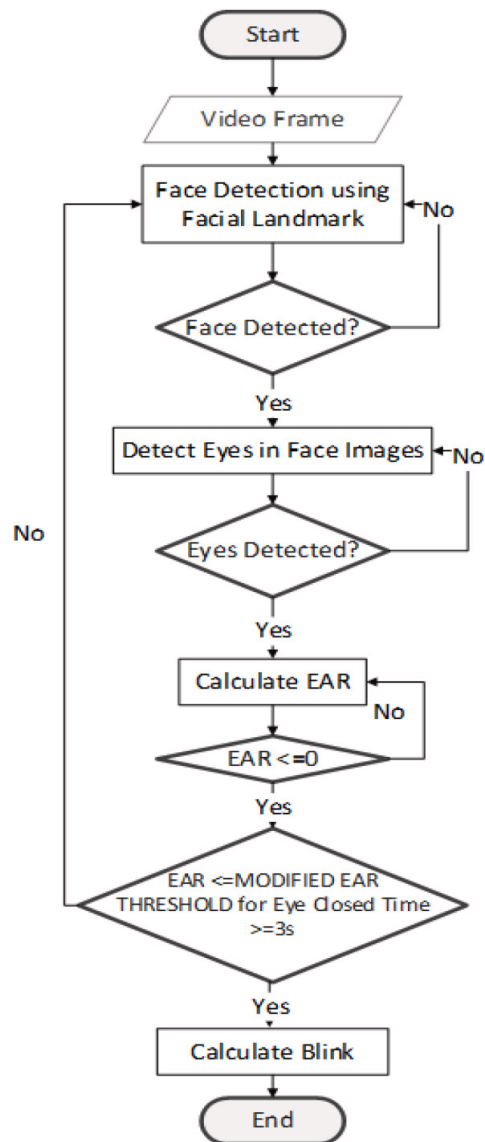 Start
Video Frame
Face Detection using
Facial Landmark
No
Face Detected?
Yes
Detect Eyes in Face Images
No
No
Eyes Detected?
Yes
Calculate EAR
No
EAR <=0
Yes
EAR <=MODIFIED EAR
THRESHOLD for Eye Closed Time
>=3s
Yes
Calculate Blink
End